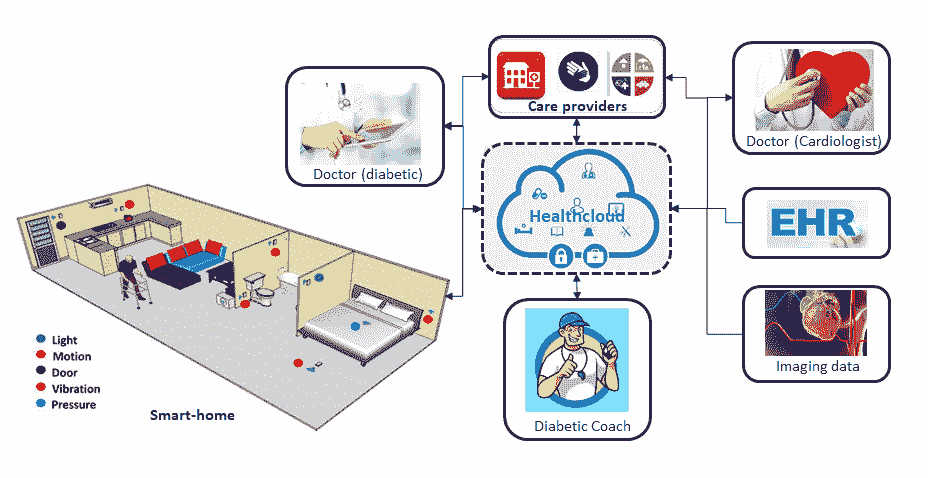 Care providers
Doctor (diabetic)
Doctor (Cardiologist)
Healthcloud
EHR
Light
Motion
Door
Vibration
Pressure
Smart-home
Diabetic Coach
Imaging data